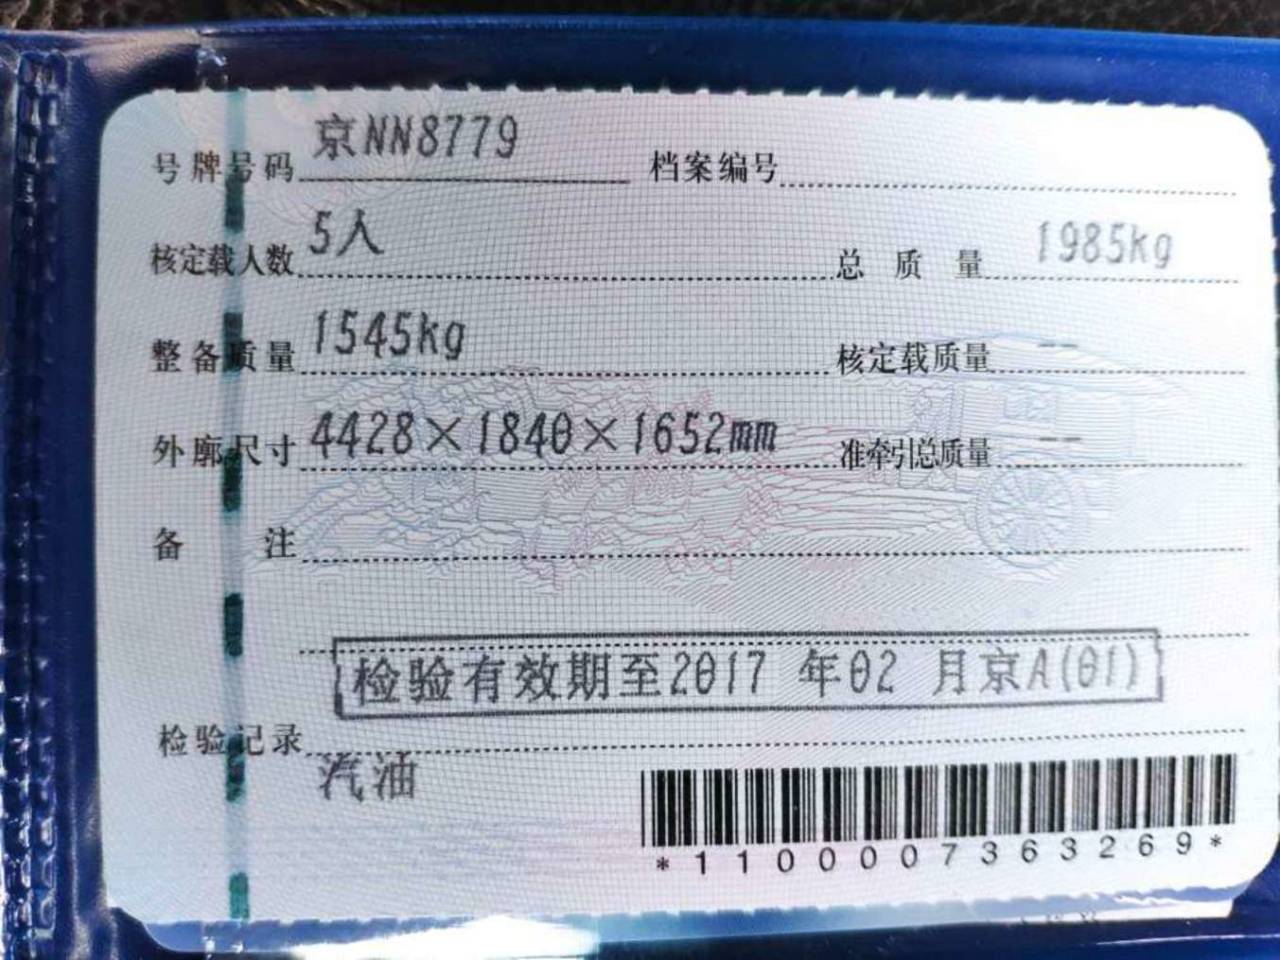 号牌号码 京NN8779 档案编号
核定载人数 5人 总质量 1985kg
整备质量 1545kg 核定载质量 --
外廓尺寸 4428×1840×1652mm 准牵引总质量 --
备注
检验有效期至2017 年02 月京A(01)
检验记录
汽油
*1100007363269*